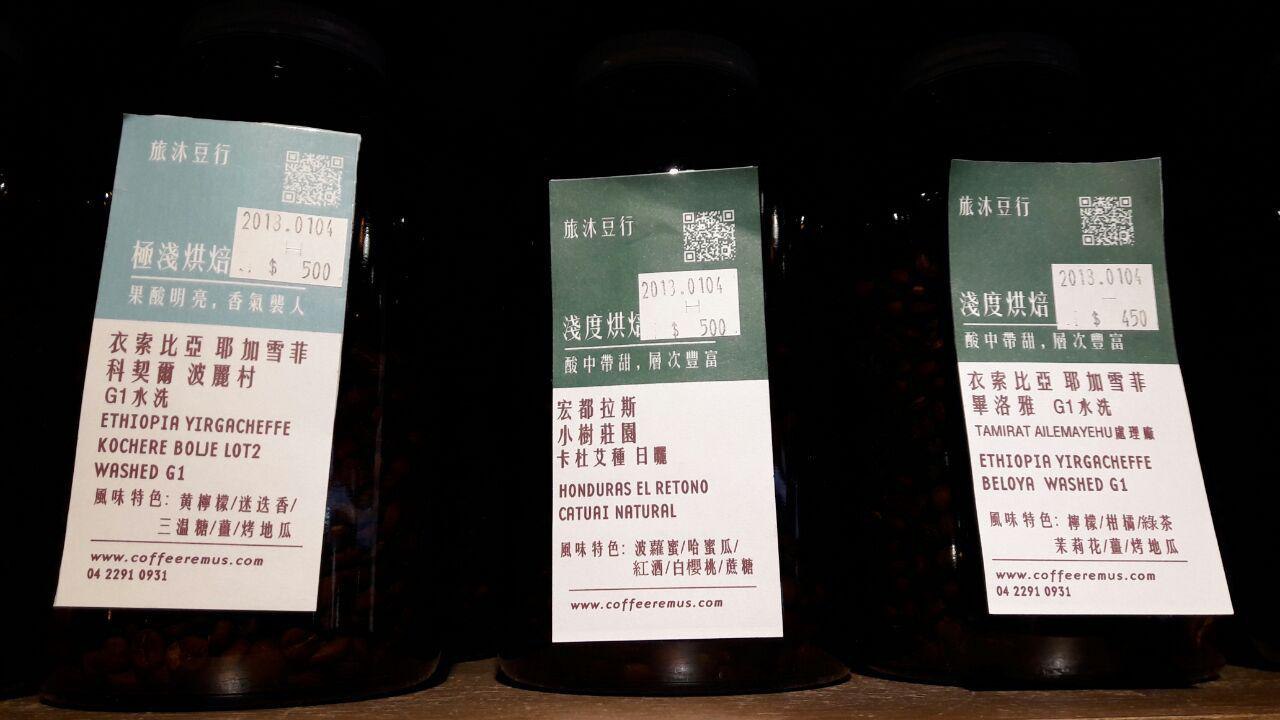 旅沐豆行
2018.0104
$ 500
極淺烘焙
果酸明亮,香氣襲人
衣索比亞 耶加雪菲
科契爾 波麗村
G1水洗
ETHIOPIA YIRGACHEFFE
KOCHERE BOLJE LOT2
WASHED G1
風味特色: 黄檸檬/迷迭香/
三温糖/薑/烤地瓜
www.coffeeremus.com
04 2291 0931
旅沐豆行
2018.0104
$ 500
淺度烘焙
酸中帶甜,層次豐富
宏都拉斯
小樹莊園
卡杜艾種 日曬
HONDURAS EL RETONO
CATUAI NATURAL
風味特色: 波蘿蜜/哈蜜瓜/
紅酒/白櫻桃/蔗糖
www.coffeeremus.com
旅沐豆行
2018.0104
$ 450
淺度烘焙
酸中帶甜,層次豐富
衣索比亞 耶加雪菲
畢洛雅 G1水洗
TAMIRAT AILEMAYEHU處理廠
ETHIOPIA YIRGACHEFFE
BELOYA WASHED G1
風味特色: 檸檬/柑橘/綠茶
茉莉花/薑/烤地瓜
www.coffeeremus.com
04 2291 0931